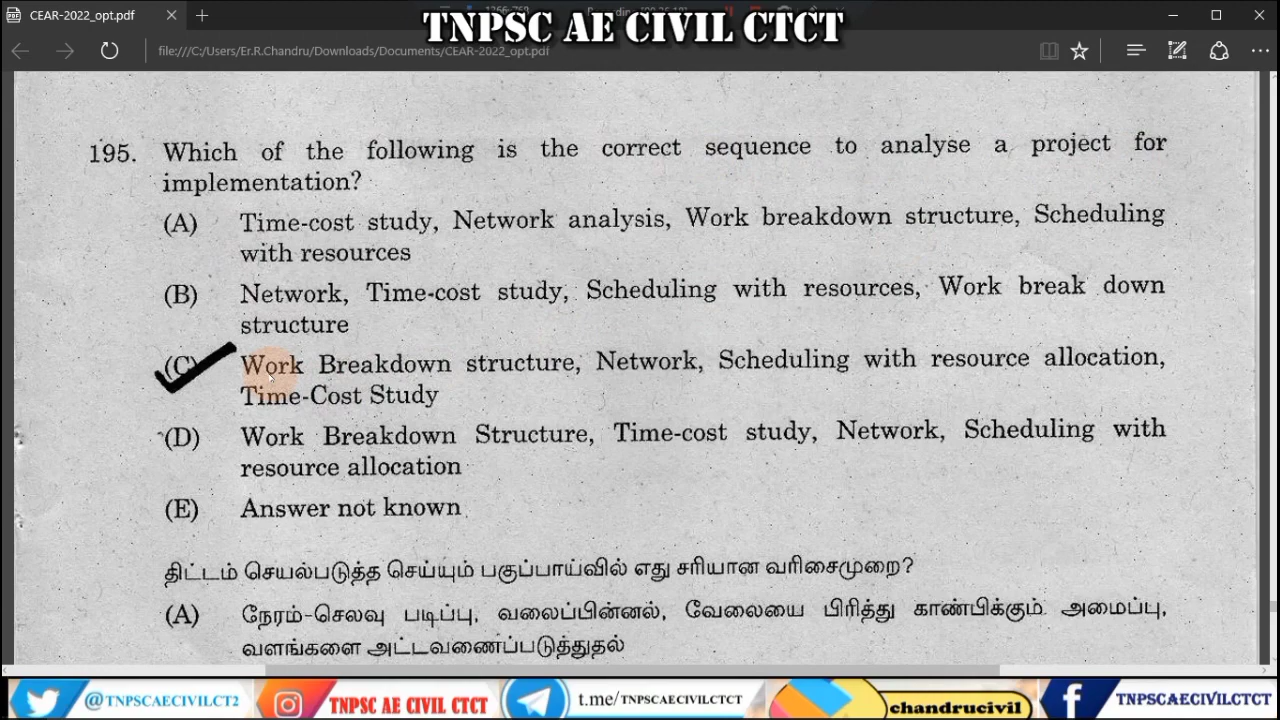 CEAR-2022_opt.pdf
TNPSC AE CIVIL CTCT
file:///C:/Users/Er.R.Chandru/Downloads/Documents/CEAR-2022_opt.pdf
195. Which of the following is the correct sequence to analyse a project for
implementation?
(A) Time-cost study, Network analysis, Work breakdown structure, Scheduling
with resources
(B) Network, Time-cost study, Scheduling with resources, Work break down
structure
(C) Work Breakdown structure, Network, Scheduling with resource allocation,
Time-Cost Study
(D) Work Breakdown Structure, Time-cost study, Network, Scheduling with
resource allocation
(E) Answer not known
திட்டம் செயல்படுத்த செய்யும் பகுப்பாய்வில் எது சரியான வரிசைமுறை?
(A) நேரம்-செலவு படிப்பு, வலைப்பின்னல், வேலையை பிரித்து காண்பிக்கும் அமைப்பு,
வளங்களை அட்டவணைப்படுத்துதல்
@TNPSCAECIVILCT2 TNPSC AE CIVIL CTCT t.me/TNPSCAECIVILCTCT chandrucivil TNPSCAECIVILCTCT